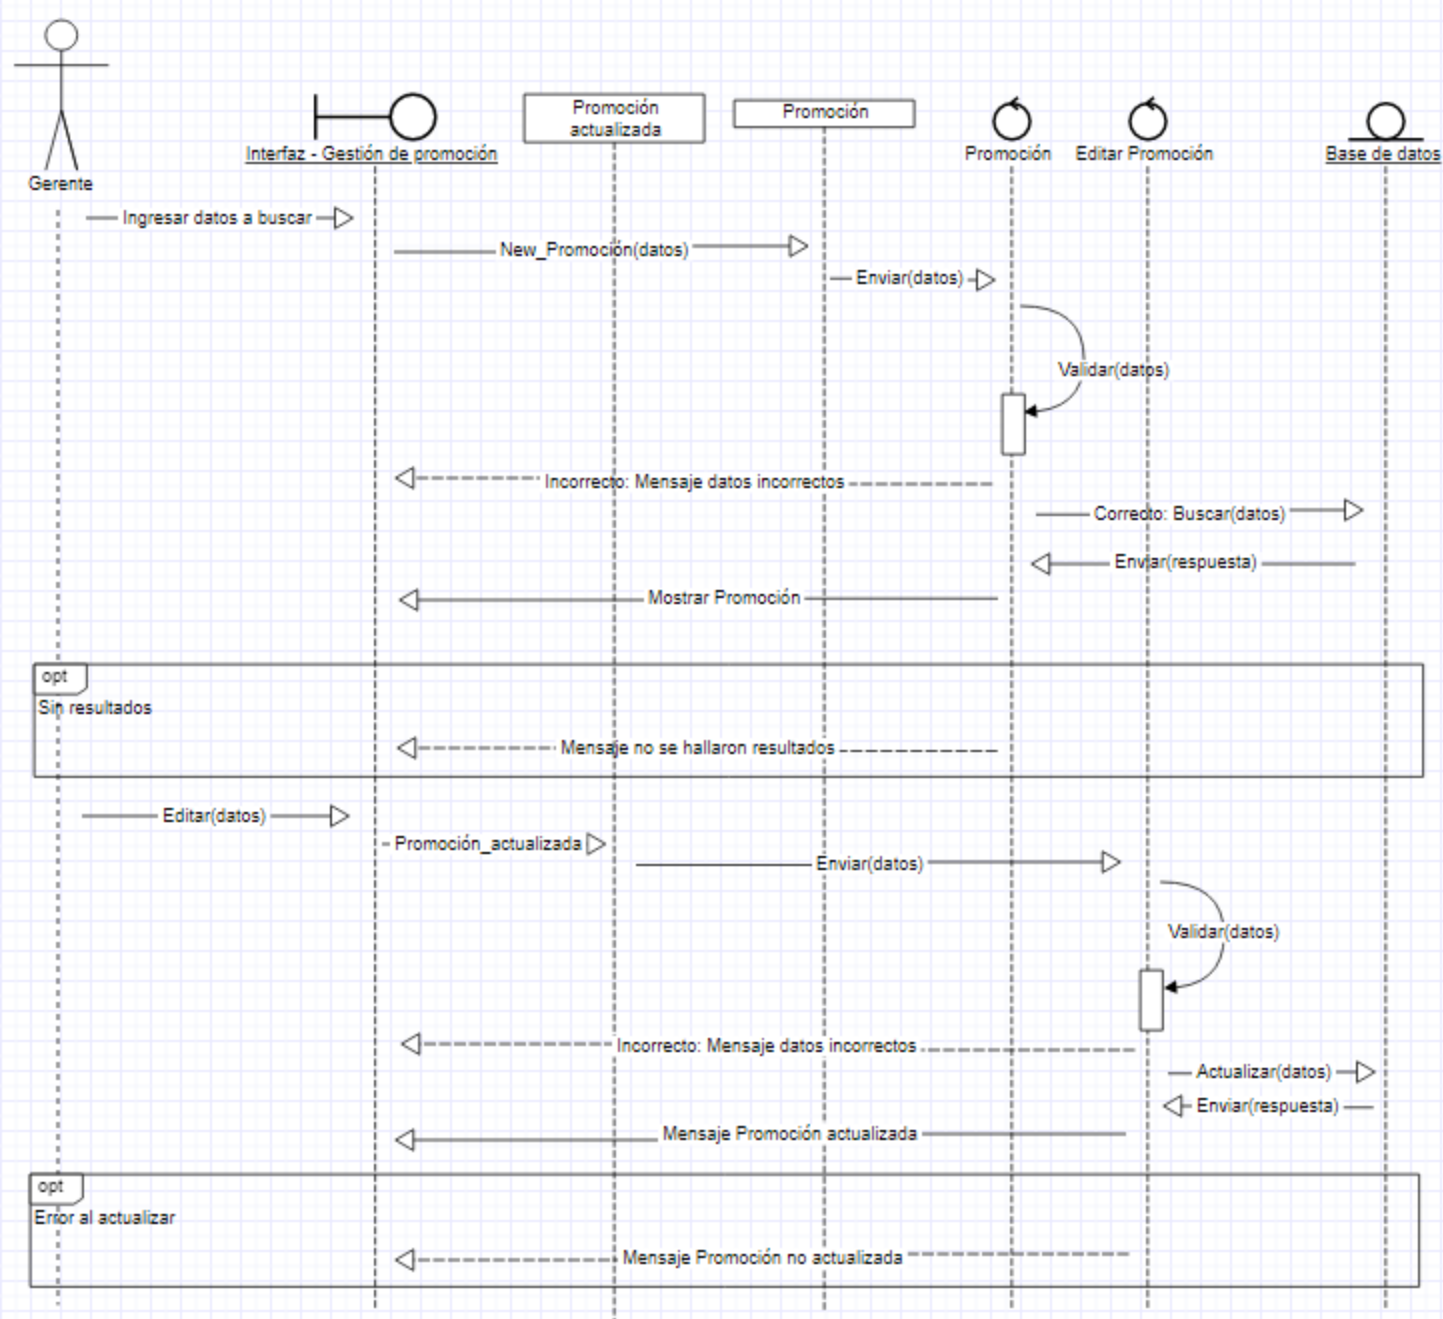 Promoción
actualizada
Promoción
Interfaz - Gestión de promoción
Promoción
Editar Promoción
Base de datos
Gerente
Ingresar datos a buscar
New_Promoción(datos)
Enviar(datos)
Validar(datos)
Incorrecto: Mensaje datos incorrectos
Correcto: Buscar(datos)
Enviar(respuesta)
Mostrar Promoción
opt
Sin resultados
Mensaje no se hallaron resultados
Editar(datos)
Promoción_actualizada
Enviar(datos)
Validar(datos)
Incorrecto: Mensaje datos incorrectos
Actualizar(datos)
Enviar(respuesta)
Mensaje Promoción actualizada
opt
Error al actualizar
Mensaje Promoción no actualizada